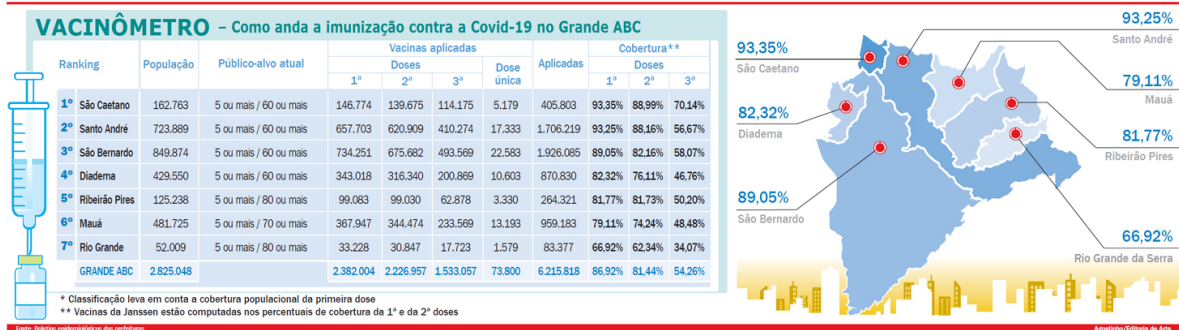 VACINÔMETRO – Como anda a imunização contra a Covid-19 no Grande ABC
Ranking População Público-alvo atual Vacinas aplicadas Aplicadas Cobertura**
Doses Dose única Doses
1ª 2ª 3ª 1ª 2ª 3ª
1º São Caetano 162.763 5 ou mais / 60 ou mais 146.774 139.675 114.175 5.179 405.803 93,35% 88,99% 70,14%
2º Santo André 723.889 5 ou mais / 60 ou mais 657.703 620.909 410.274 17.333 1.706.219 93,25% 88,16% 56,67%
3º São Bernardo 849.874 5 ou mais / 60 ou mais 734.251 675.682 493.569 22.583 1.926.085 89,05% 82,16% 58,07%
4º Diadema 429.550 5 ou mais / 60 ou mais 343.018 316.340 200.869 10.603 870.830 82,32% 76,11% 46,76%
5º Ribeirão Pires 125.238 5 ou mais / 80 ou mais 99.083 99.030 62.878 3.330 264.321 81,77% 81,73% 50,20%
6º Mauá 481.725 5 ou mais / 70 ou mais 367.947 344.474 233.569 13.193 959.183 79,11% 74,24% 48,48%
7º Rio Grande 52.009 5 ou mais / 80 ou mais 33.228 30.847 17.723 1.579 83.377 66,92% 62,34% 34,07%
GRANDE ABC 2.825.048 2.382.004 2.226.957 1.533.057 73.800 6.215.818 86,92% 81,44% 54,26%
* Classificação leva em conta a cobertura populacional da primeira dose
** Vacinas da Janssen estão computadas nos percentuais de cobertura da 1ª e da 2ª doses
93,25%
Santo André
93,35%
São Caetano
79,11%
Mauá
82,32%
Diadema
81,77%
Ribeirão Pires
89,05%
São Bernardo
66,92%
Rio Grande da Serra
Fonte: Boletins epidemiológicos das prefeituras
Agostinho/Editoria de Arte